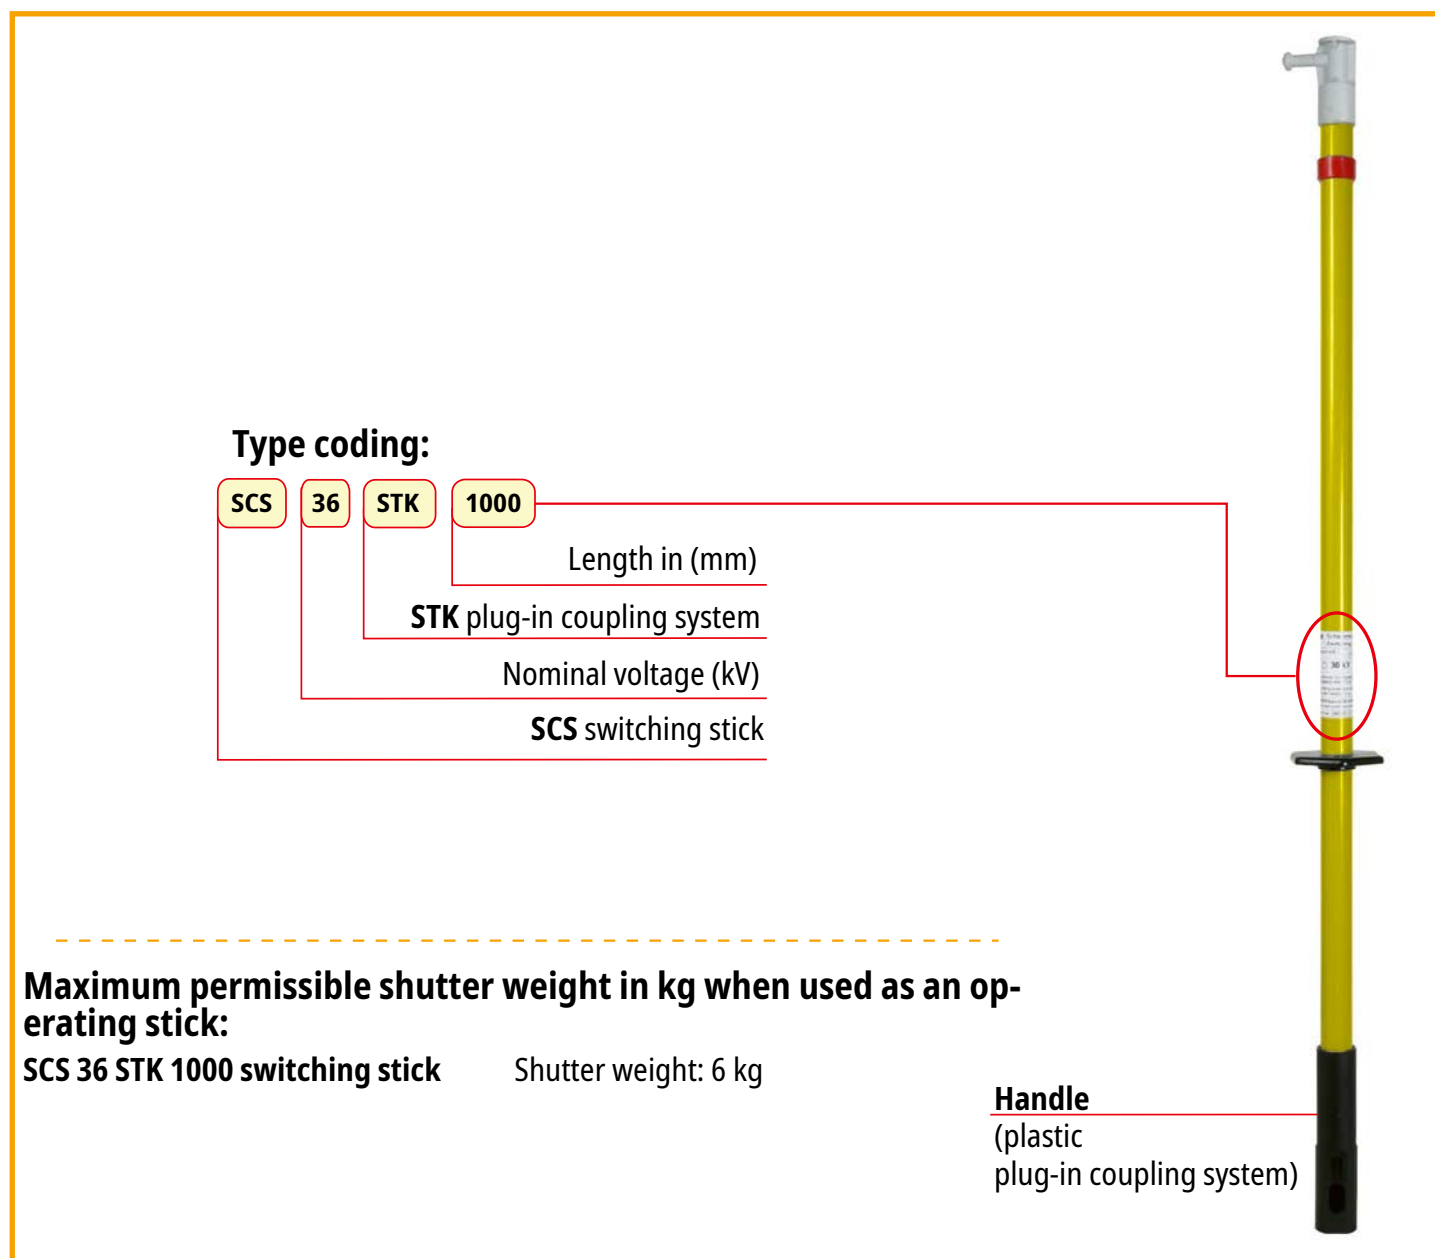 Type coding:
SCS 36 STK 1000
Length in (mm)
STK plug-in coupling system
Nominal voltage (kV)
SCS switching stick
Maximum permissible shutter weight in kg when used as an op-
erating stick:
SCS 36 STK 1000 switching stick Shutter weight: 6 kg
Handle
(plastic
plug-in coupling system)